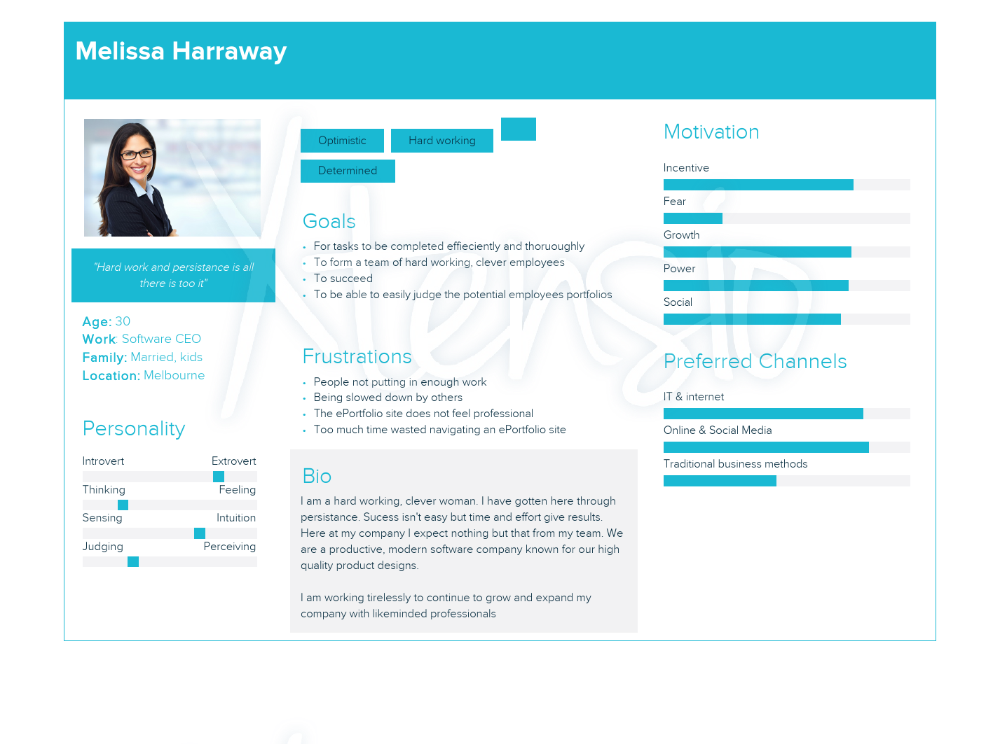 Melissa Harraway
"Hard work and persistance is all
there is too it"
Age: 30
Work: Software CEO
Family: Married, kids
Location: Melbourne
Personality
Introvert Extrovert
Thinking Feeling
Sensing Intuition
Judging Perceiving
Optimistic Hard working
Determined
Goals
• For tasks to be completed effieciently and thoruoughly
• To form a team of hard working, clever employees
• To succeed
• To be able to easily judge the potential employees portfolios
Frustrations
• People not putting in enough work
• Being slowed down by others
• The ePortfolio site does not feel professional
• Too much time wasted navigating an ePortfolio site
Bio
I am a hard working, clever woman. I have gotten here through
persistance. Sucess isn't easy but time and effort give results.
Here at my company I expect nothing but that from my team. We
are a productive, modern software company known for our high
quality product designs.
I am working tirelessly to continue to grow and expand my
company with likeminded professionals
Motivation
Incentive
Fear
Growth
Power
Social
Preferred Channels
IT & internet
Online & Social Media
Traditional business methods
Xtensio